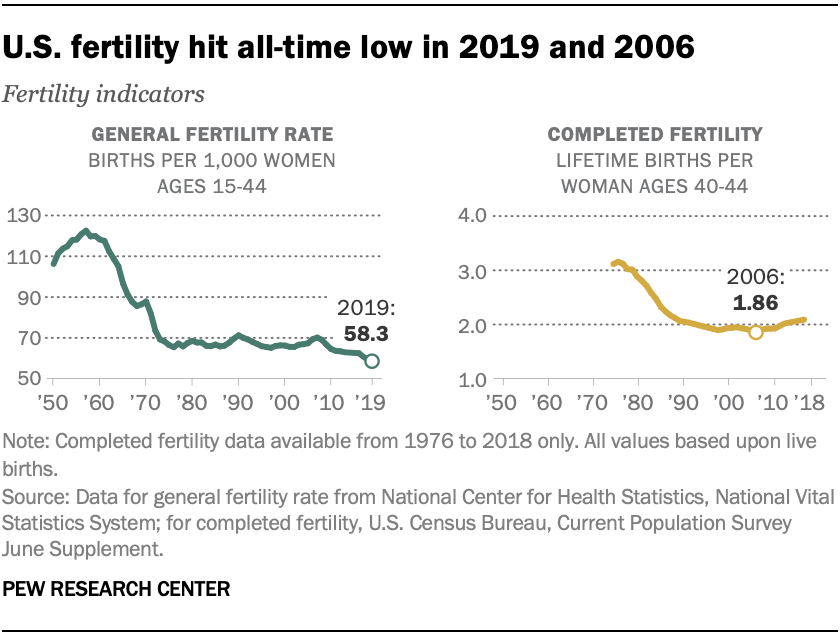 U.S. fertility hit all-time low in 2019 and 2006
Fertility indicators
GENERAL FERTILITY RATE
BIRTHS PER 1,000 WOMEN
AGES 15-44
130
110
90
70
50
2019:
58.3
’50 ’60 ’70 ’80 ’90 ’00 ’10 ’19
COMPLETED FERTILITY
LIFETIME BIRTHS PER
WOMAN AGES 40-44
4.0
3.0
2.0
1.0
2006:
1.86
’50 ’60 ’70 ’80 ’90 ’00 ’10 ’18
Note: Completed fertility data available from 1976 to 2018 only. All values based upon live
births.
Source: Data for general fertility rate from National Center for Health Statistics, National Vital
Statistics System; for completed fertility, U.S. Census Bureau, Current Population Survey
June Supplement.
PEW RESEARCH CENTER